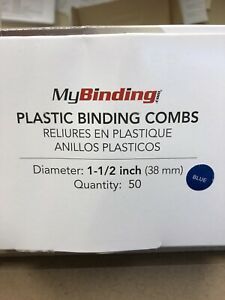 MyBinding.com
PLASTIC BINDING COMBS
RELIURES EN PLASTIQUE
ANILLOS PLASTICOS
Diameter: 1-1/2 inch (38 mm)
Quantity: 50
BLUE